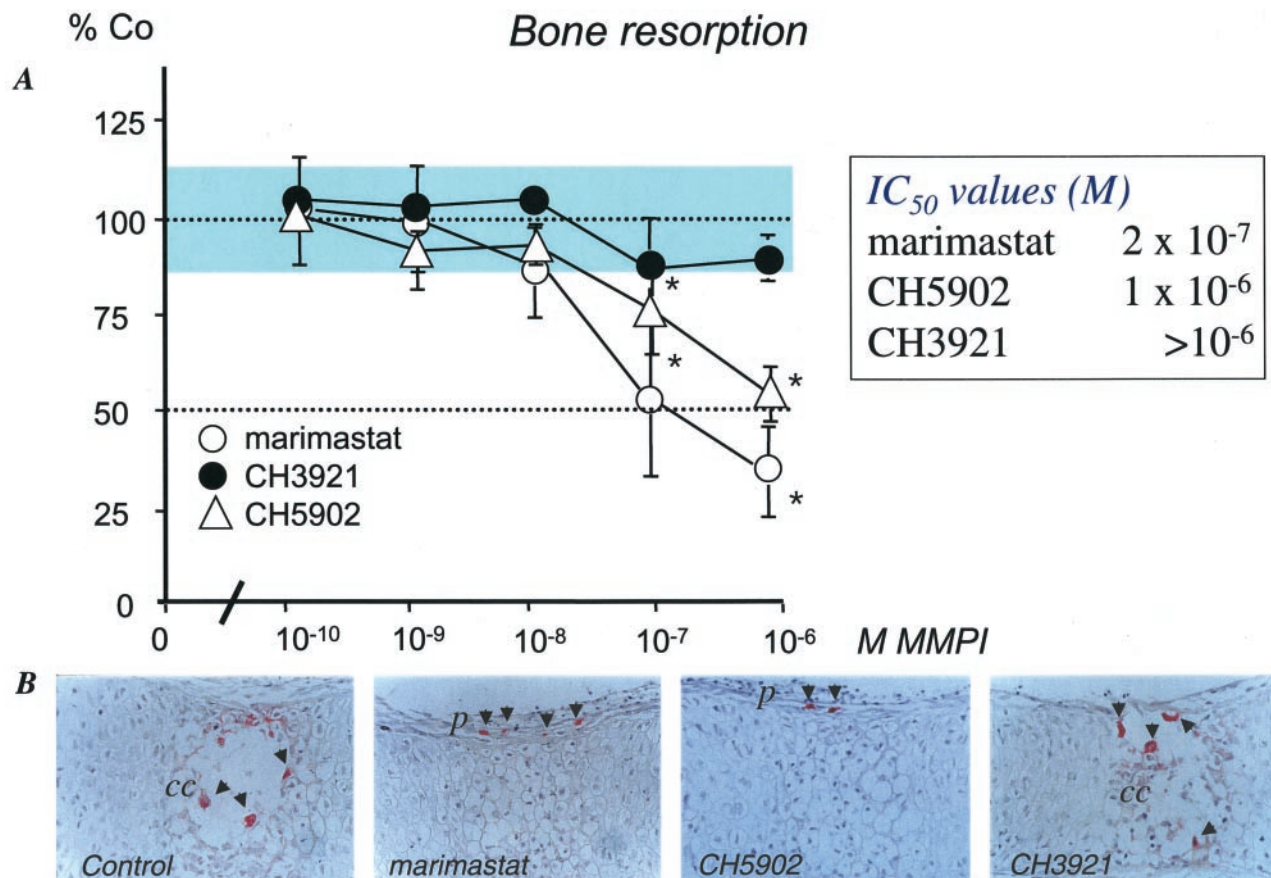 % Co
Bone resorption
A
125
100
75
50
25
0
marimastat
CH3921
CH5902
*
*
*
*
IC50 values (M)
marimastat 2 x 10-7
CH5902 1 x 10-6
CH3921 >10-6
0 10-10 10-9 10-8 10-7 10-6 M MMPI
B
p
p
cc
cc
Control
marimastat
CH5902
CH3921